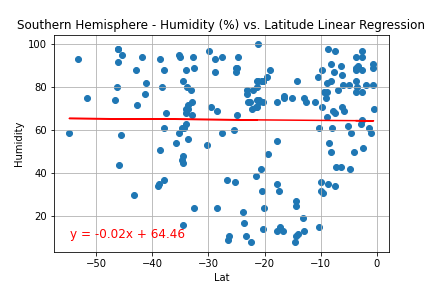 Southern Hemisphere - Humidity (%) vs. Latitude Linear Regression
100
80
60
40
20
Humidity
y = -0.02x + 64.46
−50 −40 −30 −20 −10 0
Lat